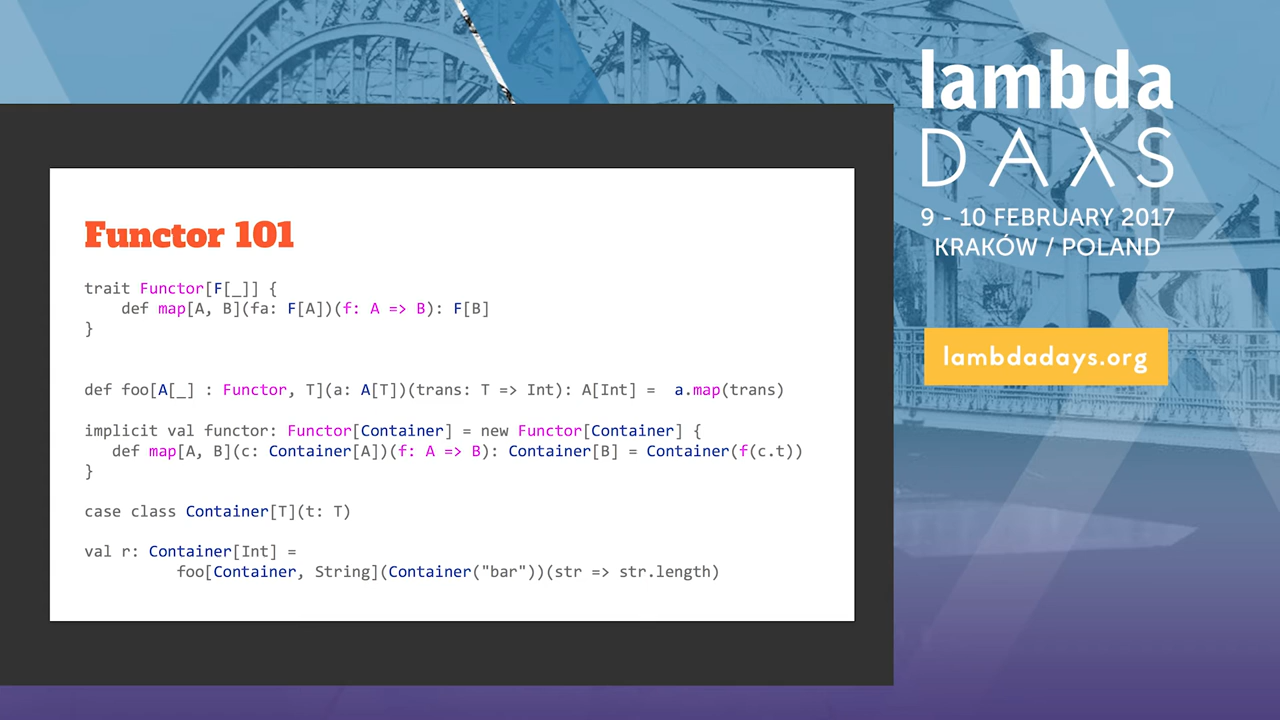 Functor 101
trait Functor[F[_]] {
    def map[A, B](fa: F[A])(f: A => B): F[B]
}
def foo[A[_] : Functor, T](a: A[T])(trans: T => Int): A[Int] =  a.map(trans)
implicit val functor: Functor[Container] = new Functor[Container] {
   def map[A, B](c: Container[A])(f: A => B): Container[B] = Container(f(c.t))
}
case class Container[T](t: T)
val r: Container[Int] =
          foo[Container, String](Container("bar"))(str => str.length)
lambda
DAλS
9 - 10 FEBRUARY 2017
KRAKÓW / POLAND
lambdadays.org